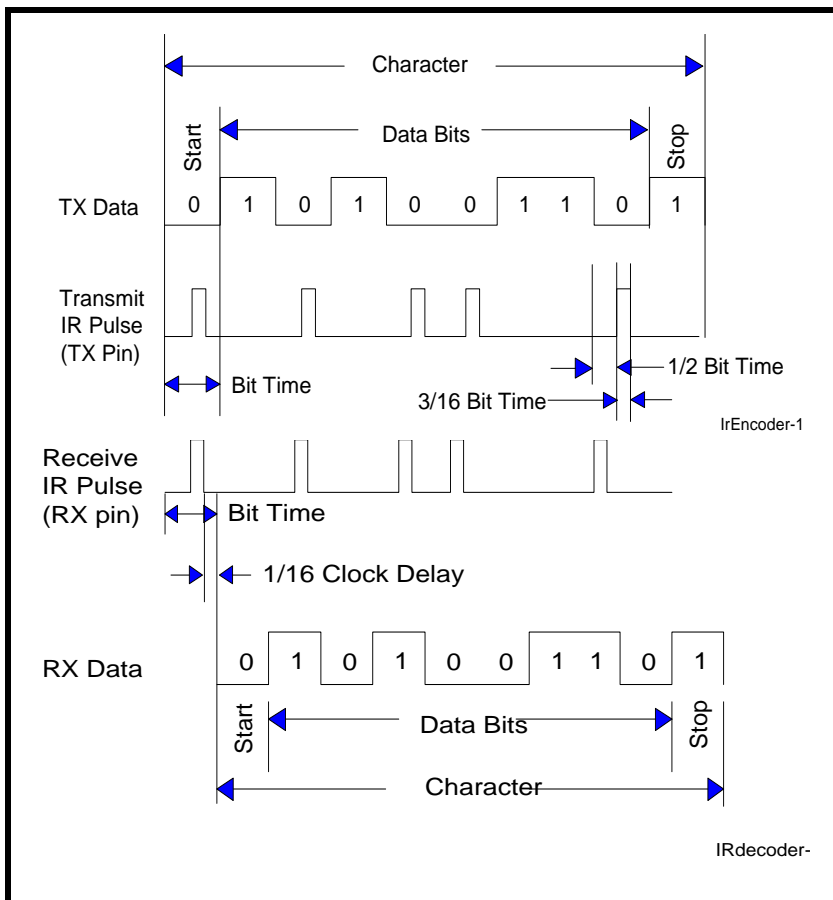 Character
Start
Data Bits
Stop
TX Data
0 1 0 1 0 0 1 1 0 1
Transmit
IR Pulse
(TX Pin)
Bit Time
1/2 Bit Time
3/16 Bit Time
IrEncoder-1
Receive
IR Pulse
(RX pin)
Bit Time
1/16 Clock Delay
RX Data
0 1 0 1 0 0 1 1 0 1
Start
Data Bits
Stop
Character
IRdecoder-